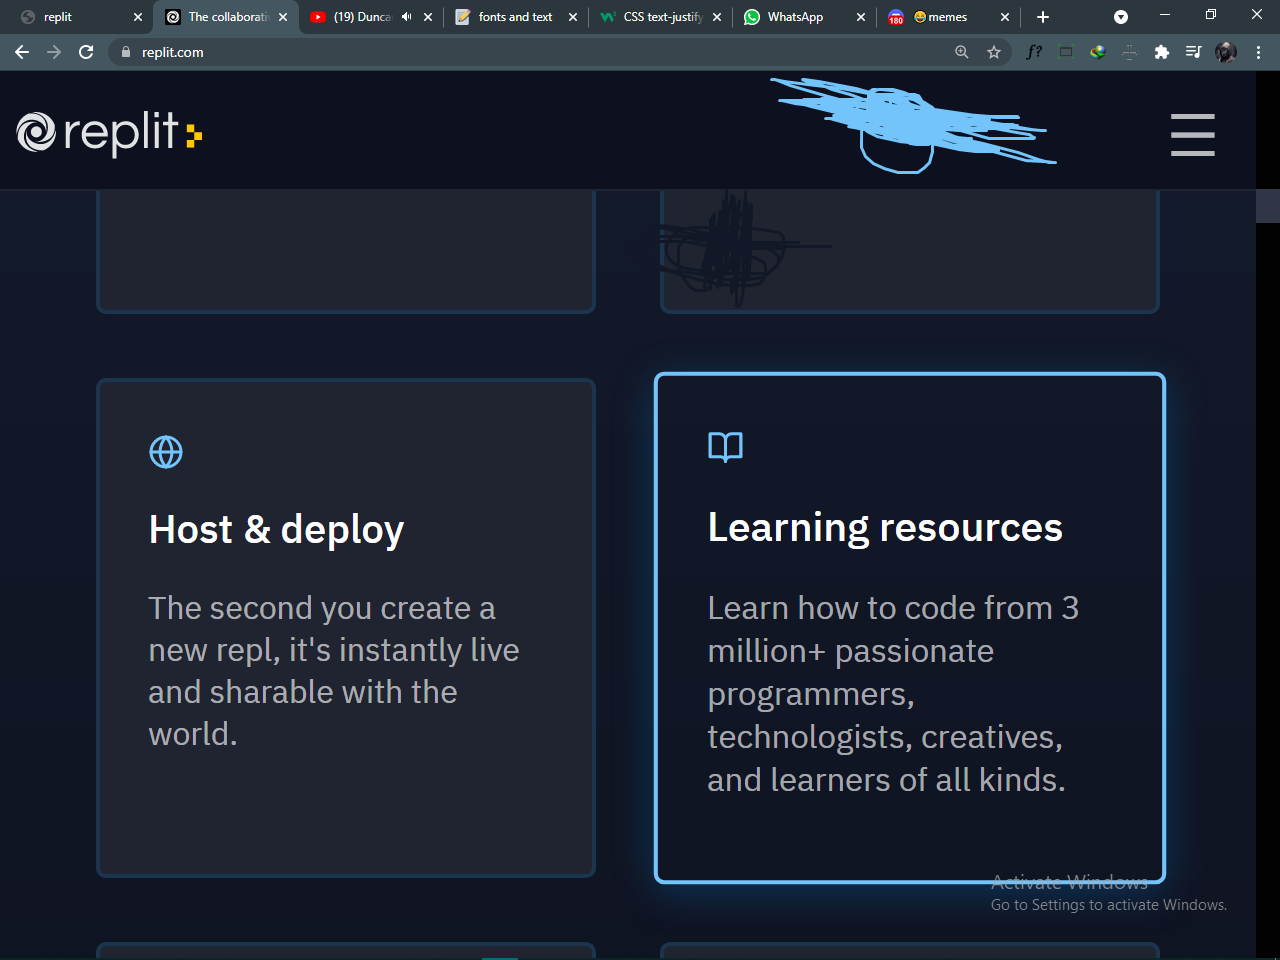 replit
The collaborati
(19) Dunca
fonts and text
CSS text-justify
WhatsApp
180
memes
replit.com
f?
replit
Host & deploy
Learning resources
The second you create a
new repl, it's instantly live
and sharable with the
world.
Learn how to code from 3
million+ passionate
programmers,
technologists, creatives,
and learners of all kinds.
Activate Windows
Go to Settings to activate Windows.